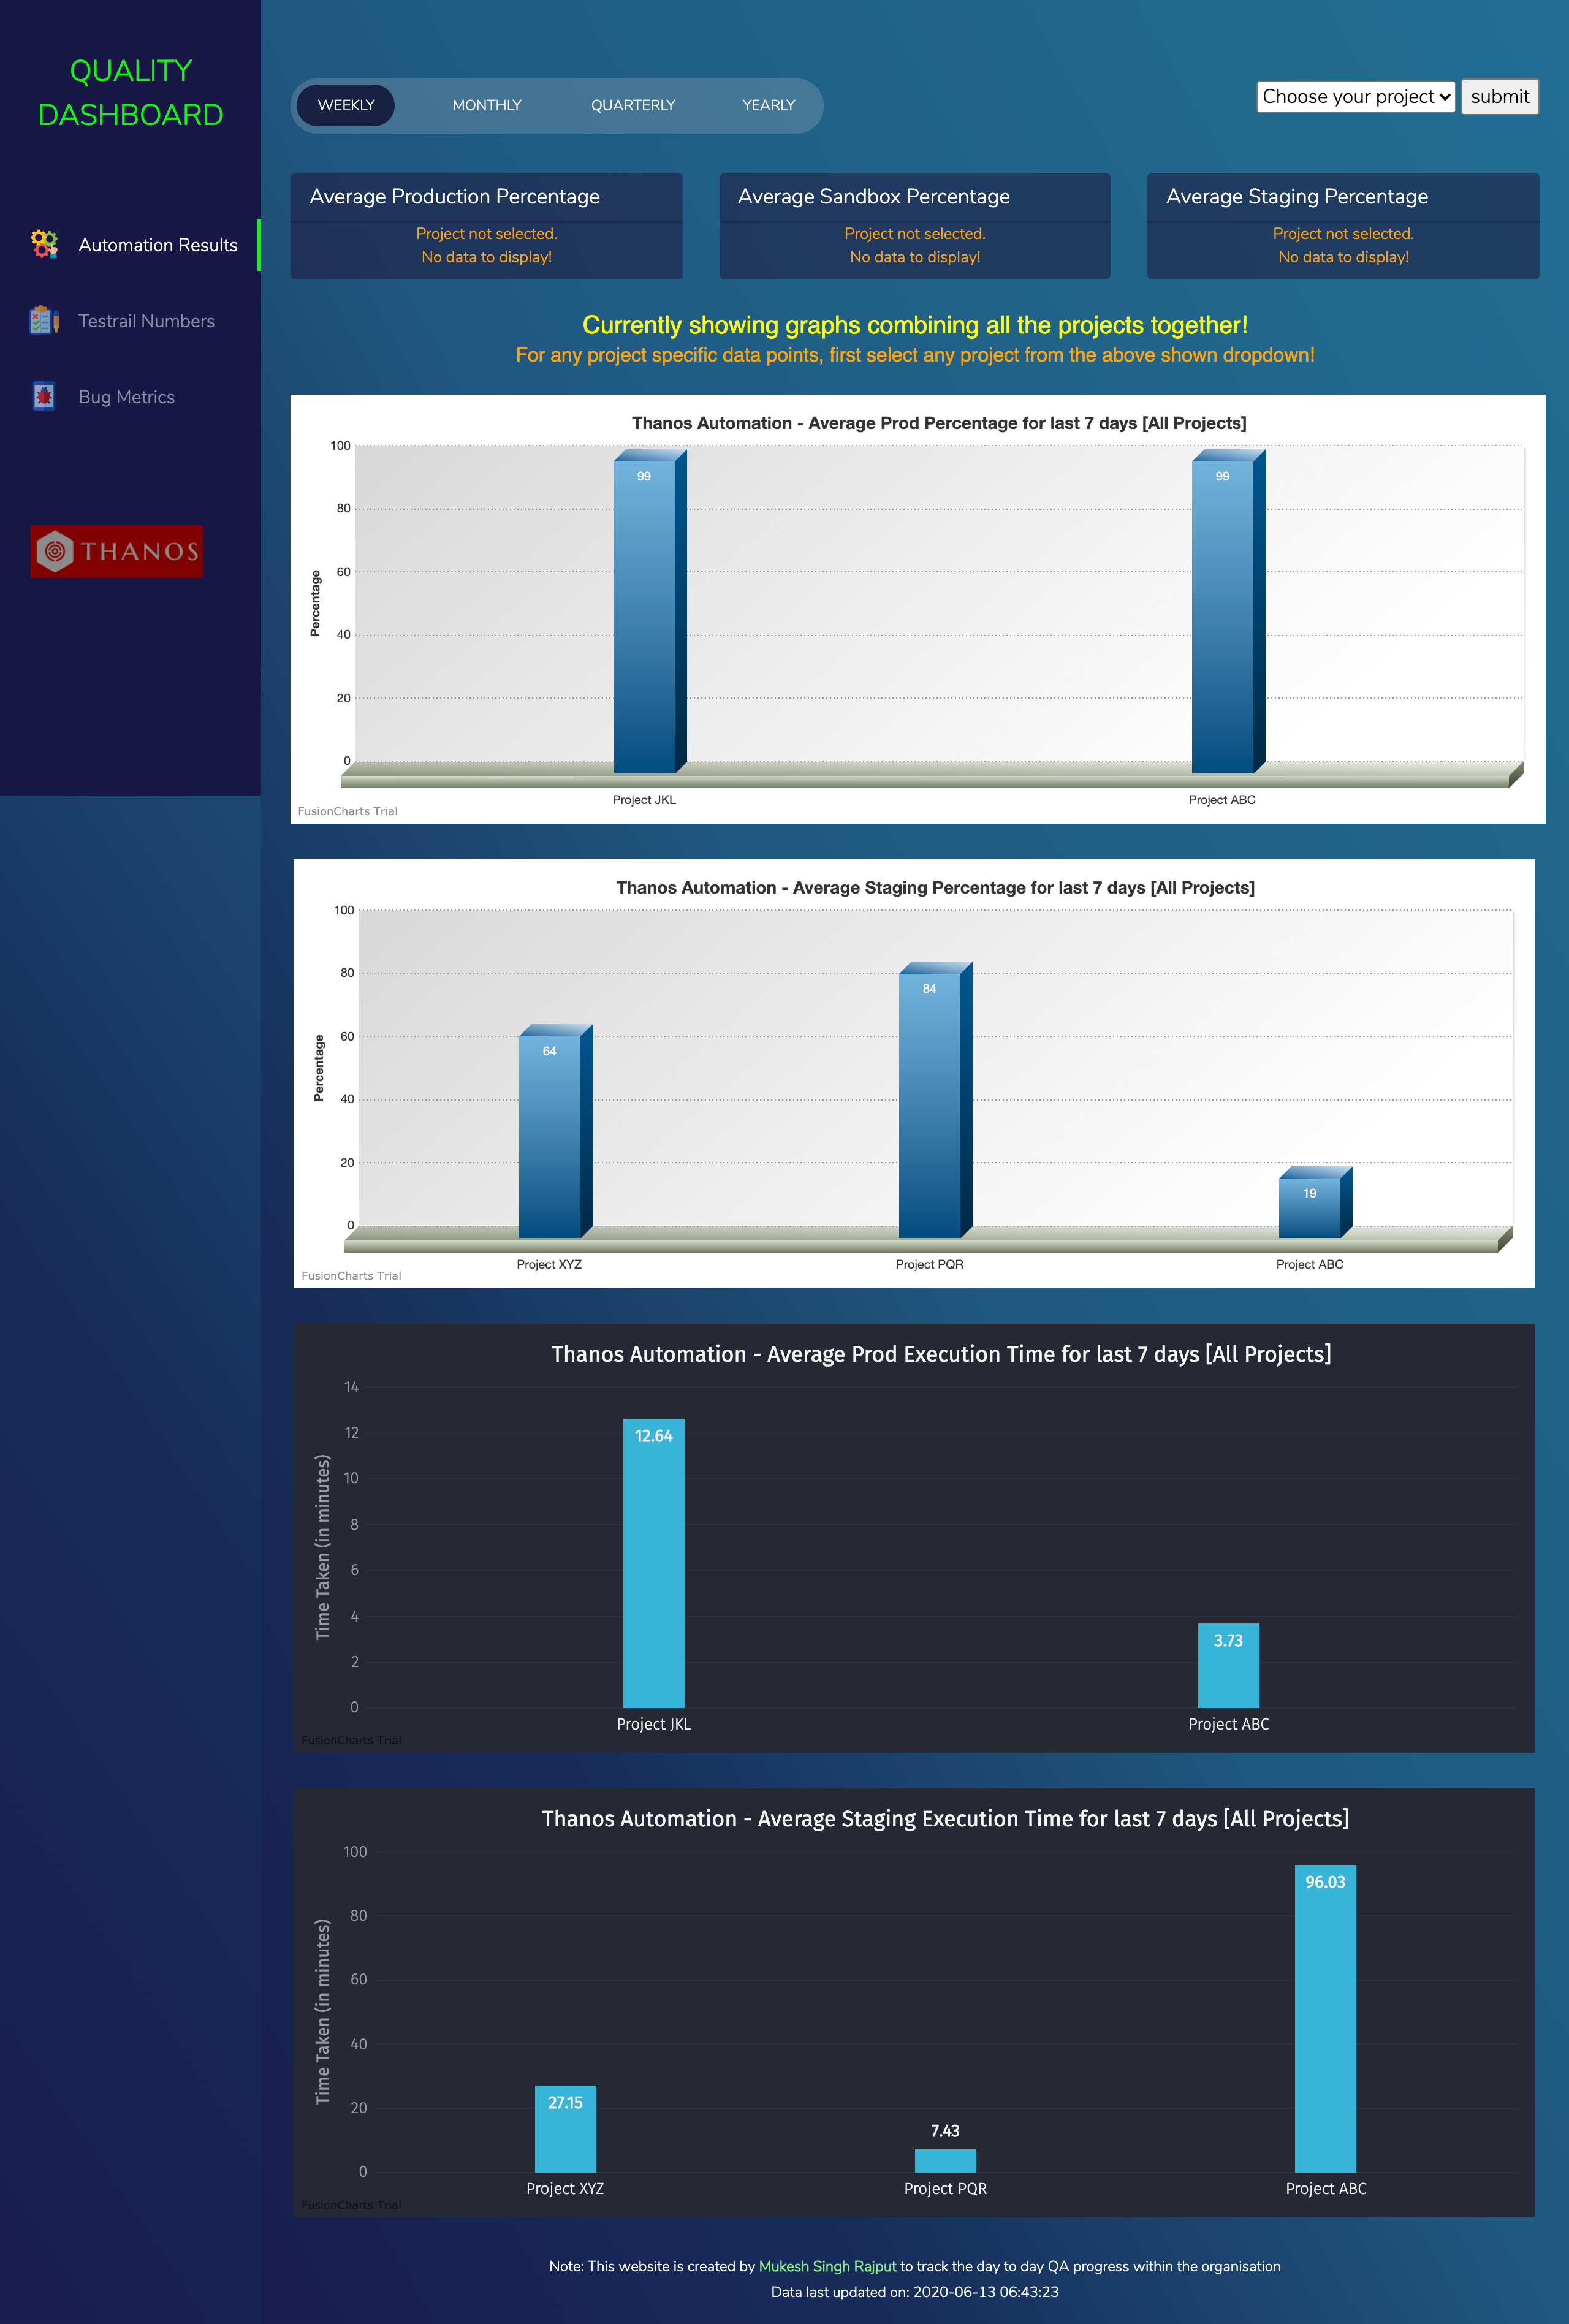 QUALITY
DASHBOARD
Automation Results
Testrail Numbers
Bug Metrics
THANOS
WEEKLY MONTHLY QUARTERLY YEARLY
Choose your project submit
Average Production Percentage
Project not selected.
No data to display!
Average Sandbox Percentage
Project not selected.
No data to display!
Average Staging Percentage
Project not selected.
No data to display!
Currently showing graphs combining all the projects together!
For any project specific data points, first select any project from the above shown dropdown!
Thanos Automation - Average Prod Percentage for last 7 days [All Projects]
Percentage
100
80
60
40
20
0
99
99
Project JKL
Project ABC
FusionCharts Trial
Thanos Automation - Average Staging Percentage for last 7 days [All Projects]
Percentage
100
80
60
40
20
0
64
84
19
Project XYZ
Project PQR
Project ABC
FusionCharts Trial
Thanos Automation - Average Prod Execution Time for last 7 days [All Projects]
Time Taken (in minutes)
14
12
10
8
6
4
2
0
12.64
3.73
Project JKL
Project ABC
FusionCharts Trial
Thanos Automation - Average Staging Execution Time for last 7 days [All Projects]
Time Taken (in minutes)
100
80
60
40
20
0
27.15
7.43
96.03
Project XYZ
Project PQR
Project ABC
FusionCharts Trial
Note: This website is created by Mukesh Singh Rajput to track the day to day QA progress within the organisation
Data last updated on: 2020-06-13 06:43:23